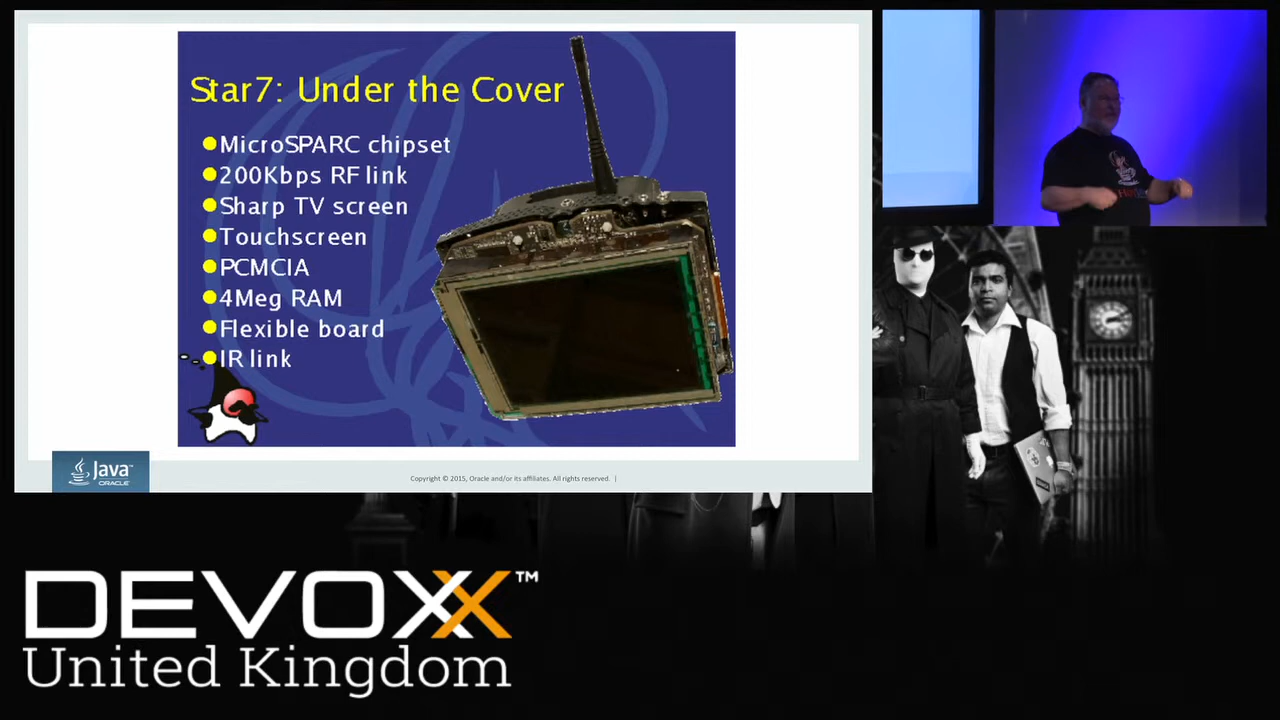 Star7: Under the Cover
MicroSPARC chipset
200Kbps RF link
Sharp TV screen
Touchscreen
PCMCIA
4Meg RAM
Flexible board
IR link
Java™
ORACLE
Copyright © 2015, Oracle and/or its affiliates. All rights reserved. |
DEVOXX™
United Kingdom